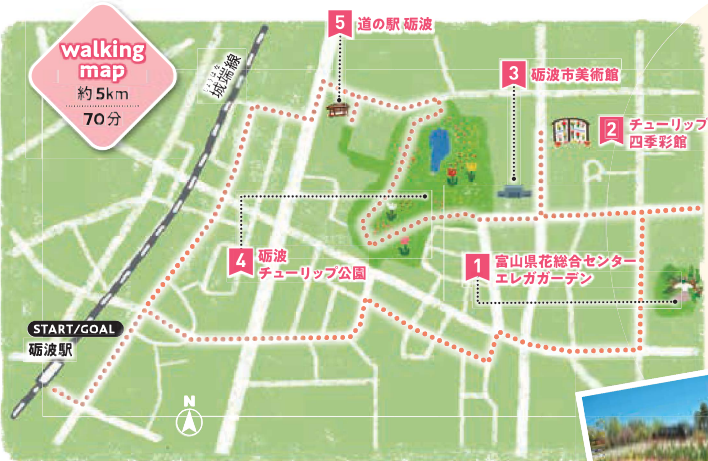 walking
map
約5km
70分
城端線
5 道の駅 砺波
3 砺波市美術館
2 チューリップ
四季彩館
4 砺波
チューリップ公園
1 富山県花総合センター
エレガガーデン
START/GOAL
砺波駅
N